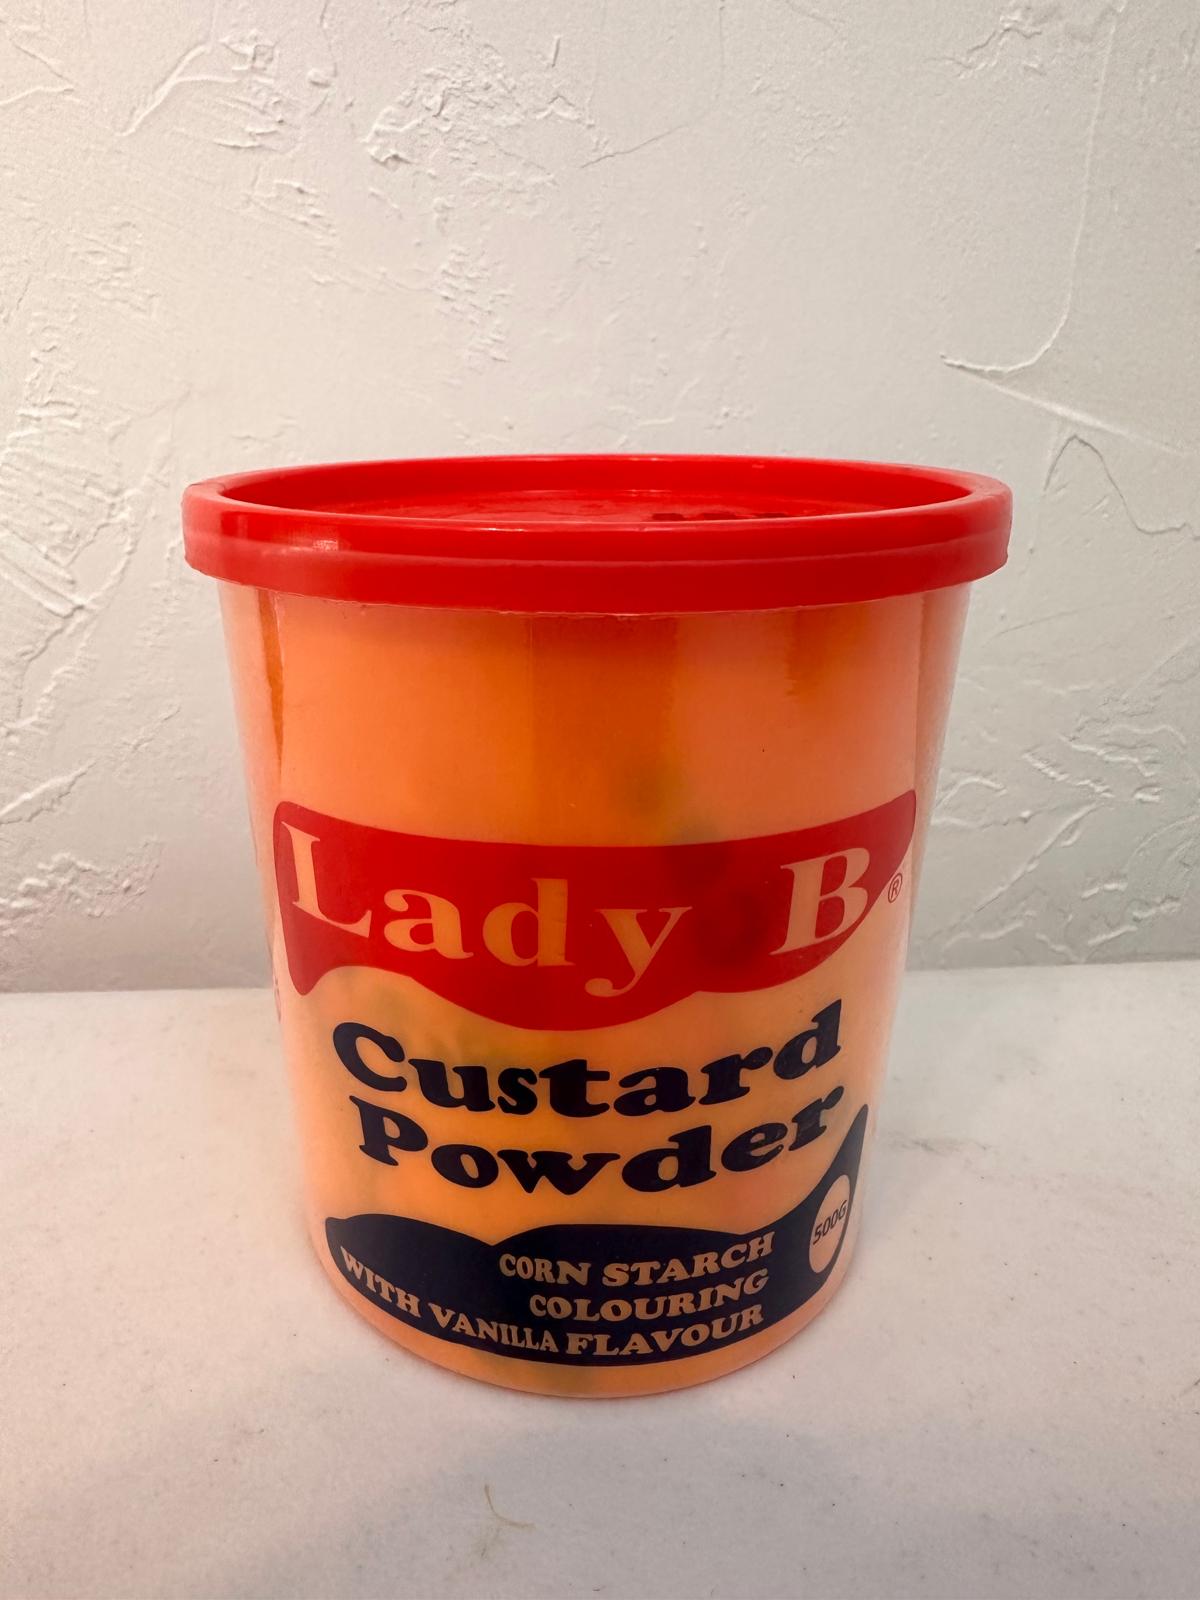 Lady B ®
Custard
Powder
500G
CORN STARCH
COLOURING
WITH VANILLA FLAVOUR